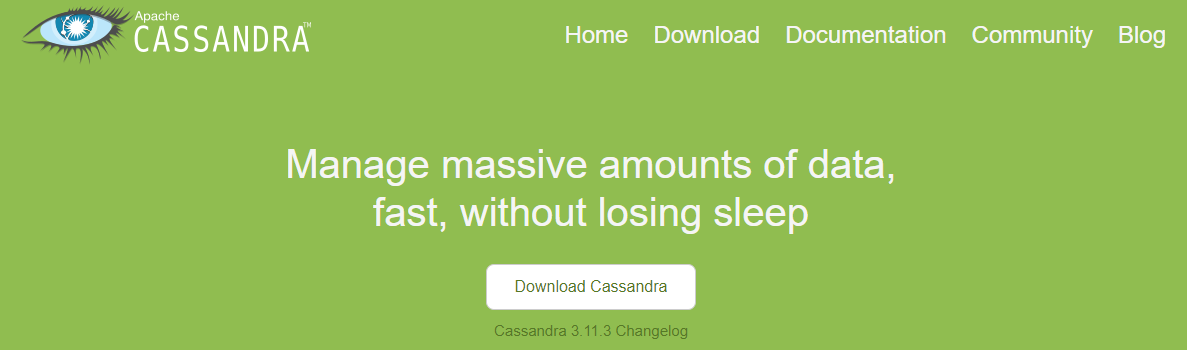 Apache
CASSANDRA™
Home Download Documentation Community Blog
Manage massive amounts of data,
fast, without losing sleep
Download Cassandra
Cassandra 3.11.3 Changelog